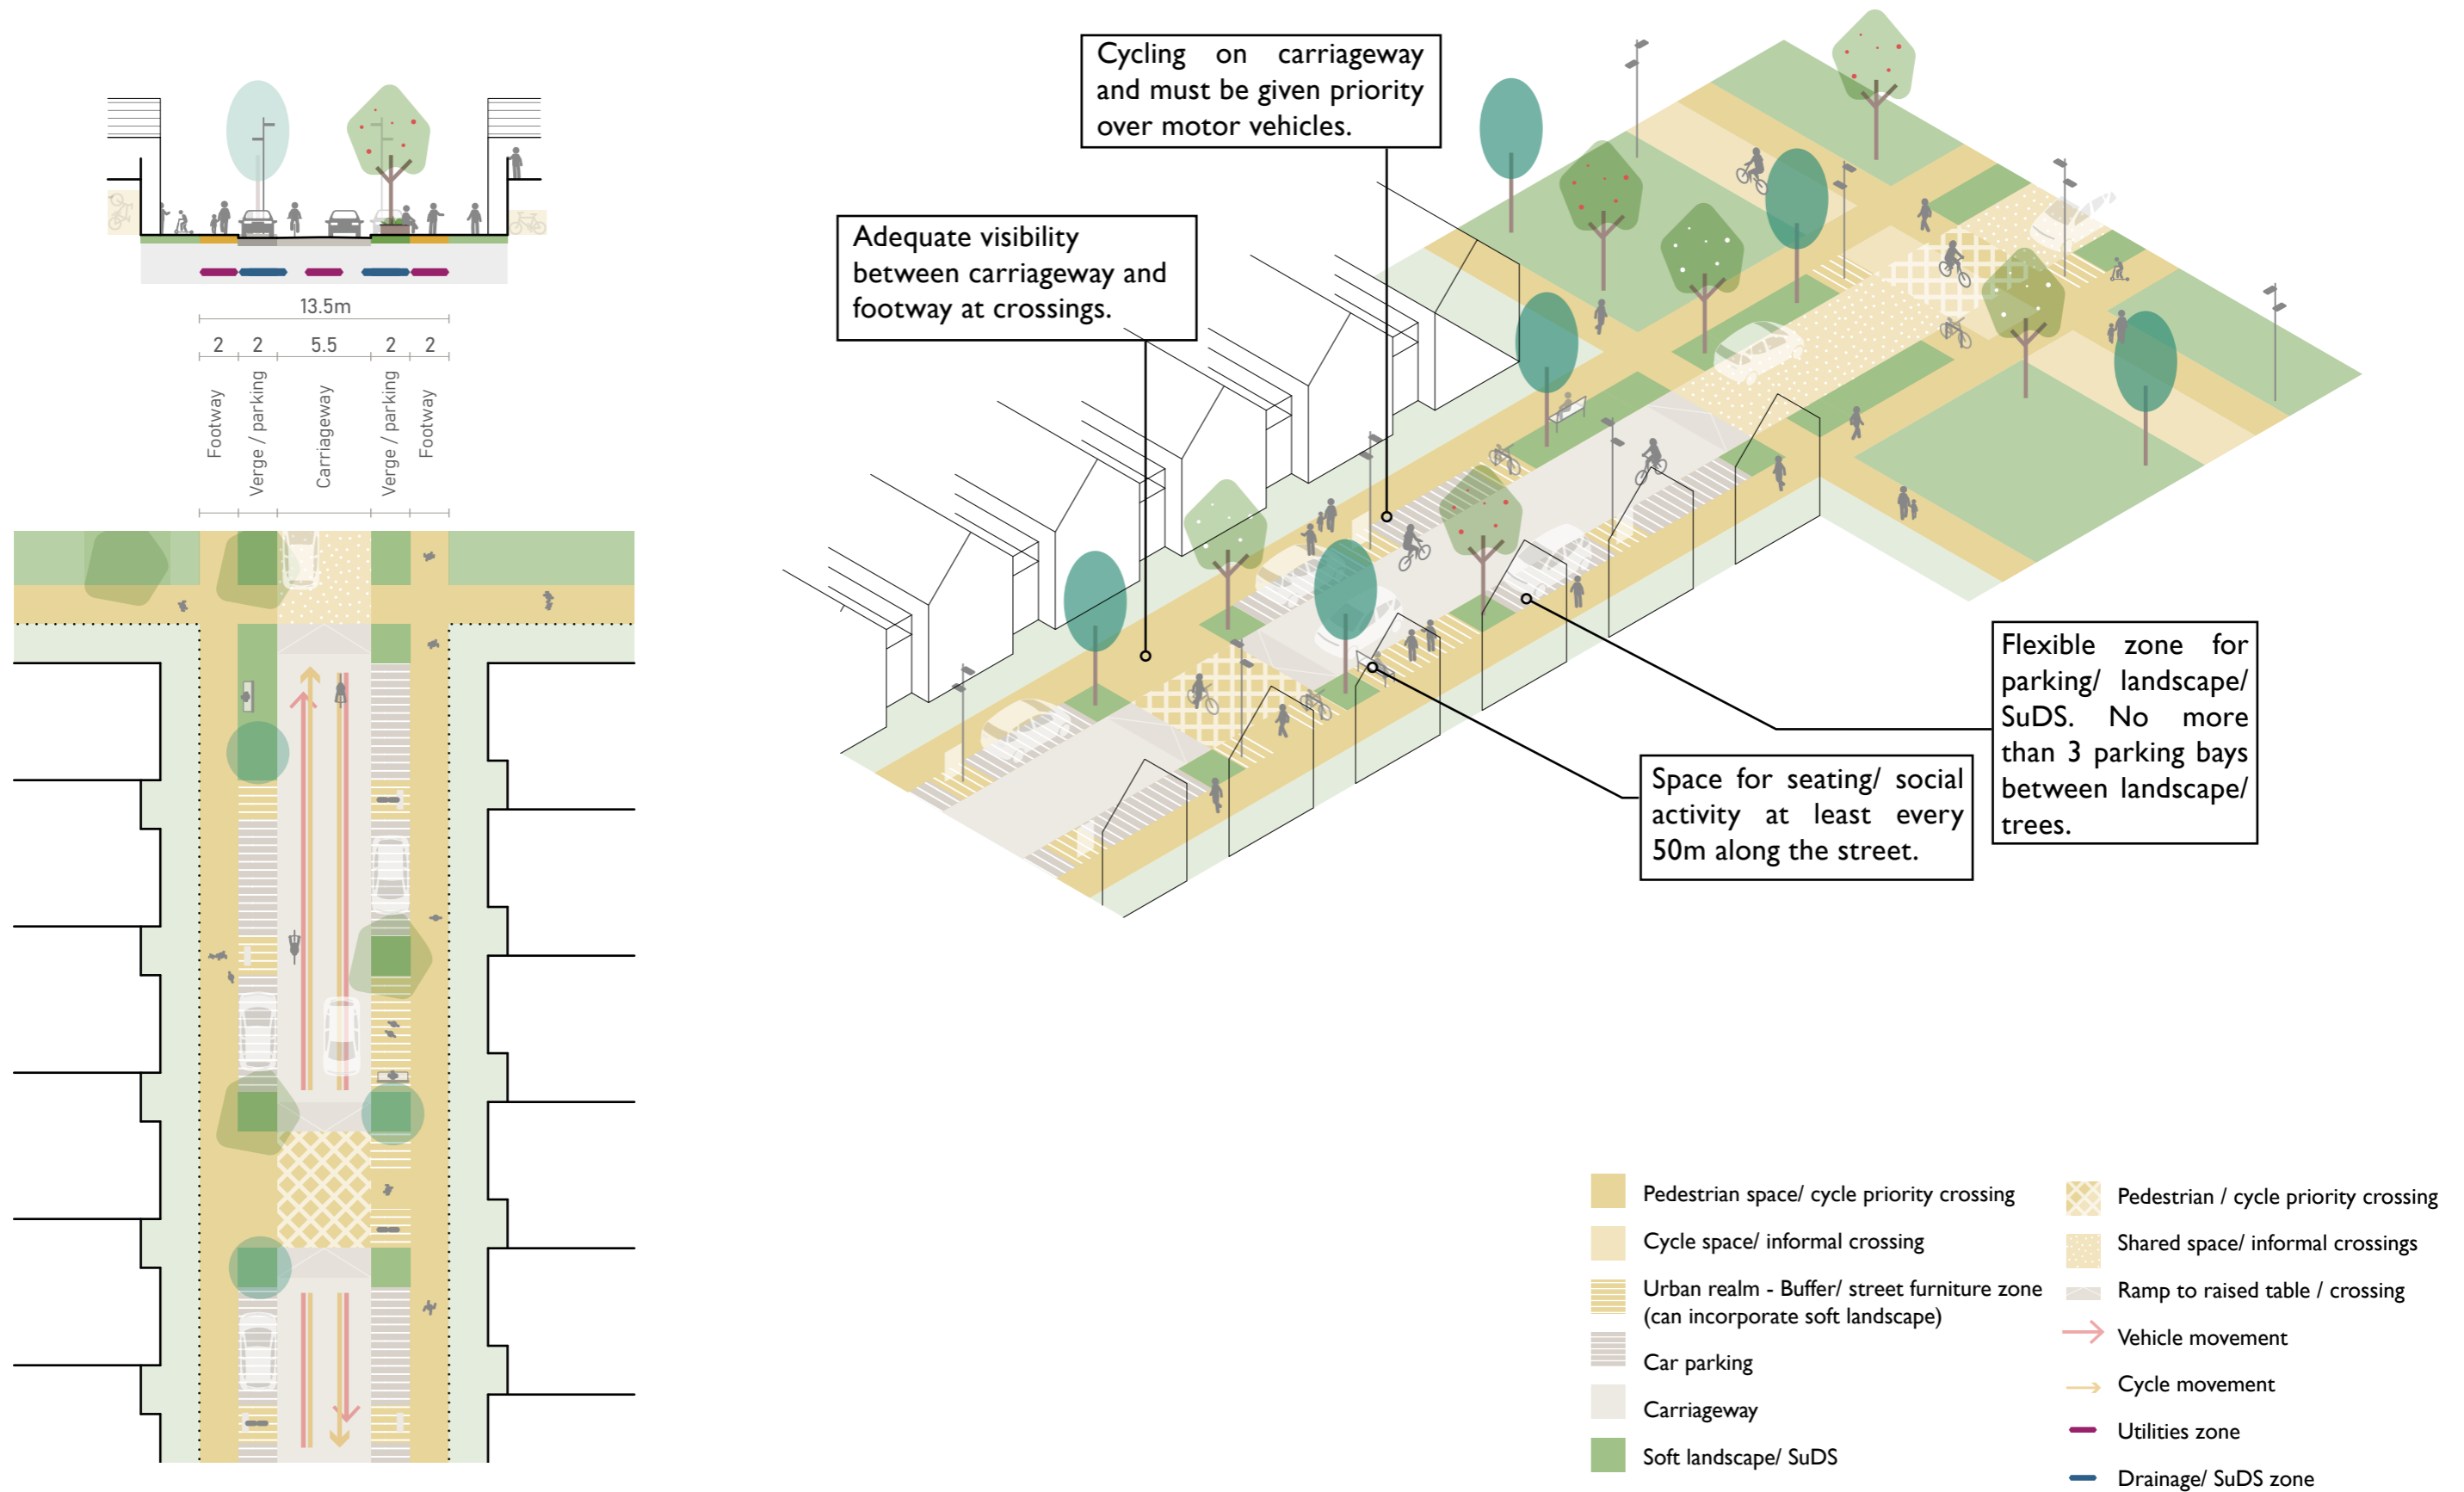 Cycling on carriageway
and must be given priority
over motor vehicles.
Adequate visibility
between carriageway and
footway at crossings.
13.5m
2 2 5.5 2 2
Footway
Verge / parking
Carriageway
Verge / parking
Footway
Flexible zone for
parking/ landscape/
SuDS. No more
than 3 parking bays
between landscape/
trees.
Space for seating/ social
activity at least every
50m along the street.
Pedestrian space/ cycle priority crossing
Cycle space/ informal crossing
Urban realm - Buffer/ street furniture zone
(can incorporate soft landscape)
Car parking
Carriageway
Soft landscape/ SuDS
Pedestrian / cycle priority crossing
Shared space/ informal crossings
Ramp to raised table / crossing
Vehicle movement
Cycle movement
Utilities zone
Drainage/ SuDS zone